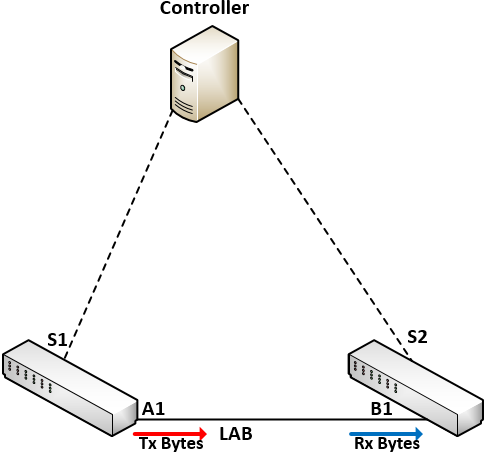 Controller
S1
S2
A1
B1
Tx Bytes
LAB
Rx Bytes